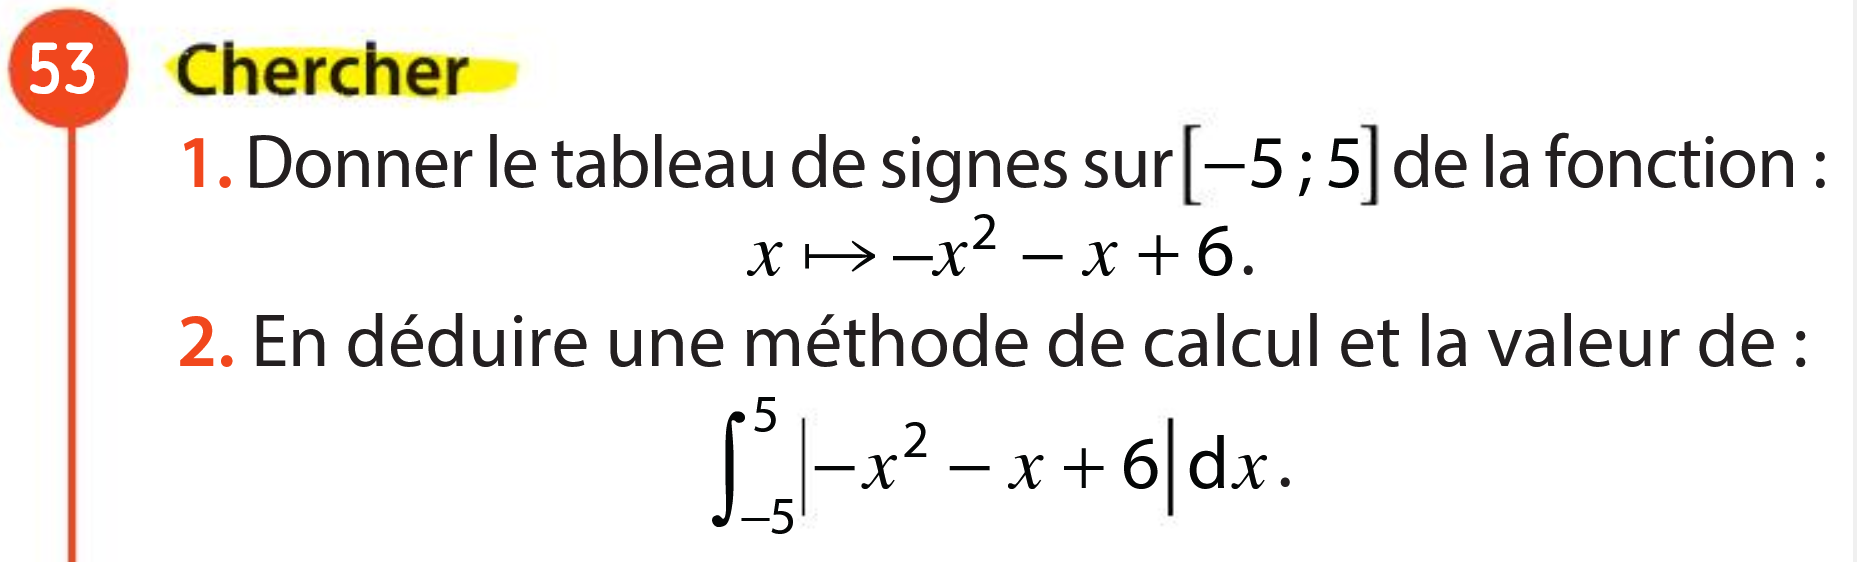 53 Chercher
1. Donner le tableau de signes sur [−5 ; 5] de la fonction :
x ↦ −x² − x + 6.
2. En déduire une méthode de calcul et la valeur de :
∫₋₅⁵ |−x² − x + 6| dx.